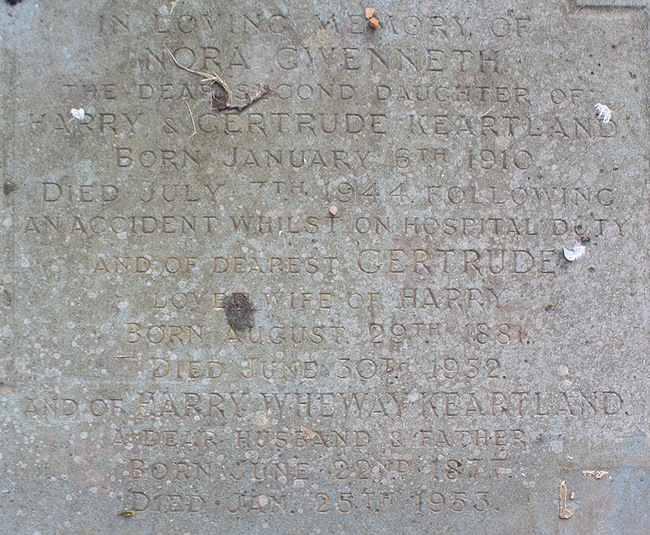 IN LOVING MEMORY OF
NORA GWENNETH
THE DEARLY SECOND DAUGHTER OF
HARRY & GERTRUDE KEARTLAND
BORN JANUARY 6TH 1910
DIED JULY 7TH 1944 FOLLOWING
AN ACCIDENT WHILST ON HOSPITAL DUTY
AND OF DEAREST GERTRUDE
LOVED WIFE OF HARRY
BORN AUGUST 29TH 1881.
DIED JUNE 30TH 1952.
AND OF HARRY WHEWAY KEARTLAND.
A DEAR HUSBAND & FATHER
BORN JUNE 22ND 1877
DIED JAN. 25TH 1953.